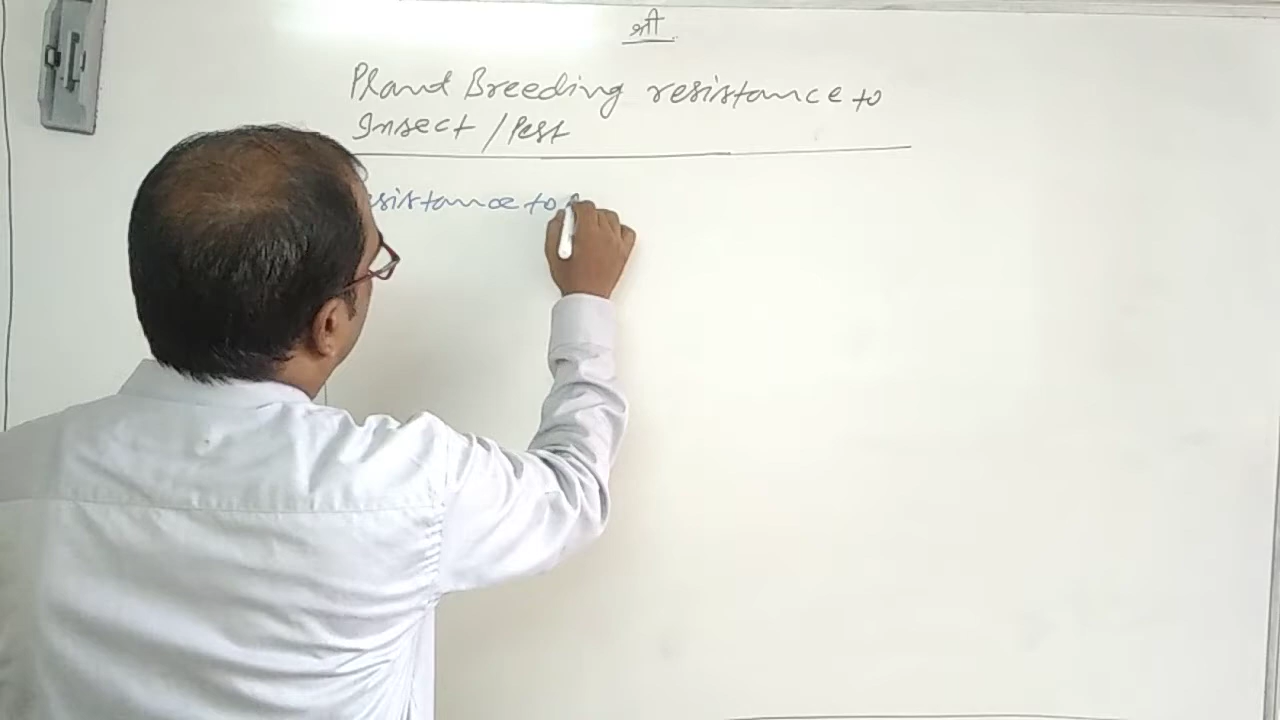 श्री
Plant Breeding resistance to
Insect / Pest
esistance to